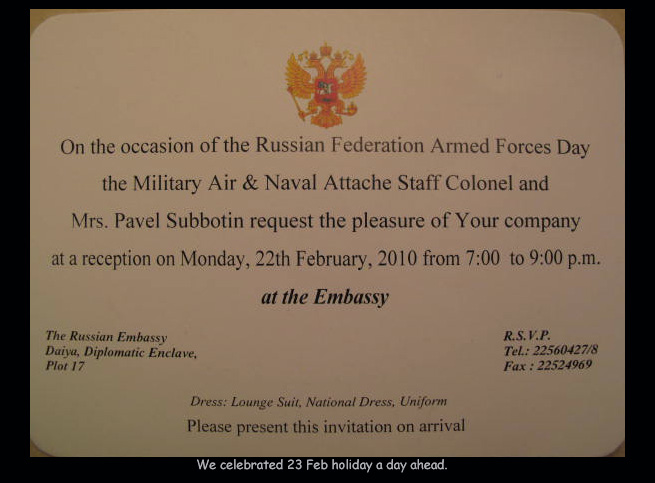 On the occasion of the Russian Federation Armed Forces Day
the Military Air & Naval Attache Staff Colonel and
Mrs. Pavel Subbotin request the pleasure of Your company
at a reception on Monday, 22th February, 2010 from 7:00 to 9:00 p.m.
at the Embassy
The Russian Embassy
Daiya, Diplomatic Enclave,
Plot 17
R.S.V.P.
Tel.: 22560427/8
Fax : 22524969
Dress: Lounge Suit, National Dress, Uniform
Please present this invitation on arrival
We celebrated 23 Feb holiday a day ahead.